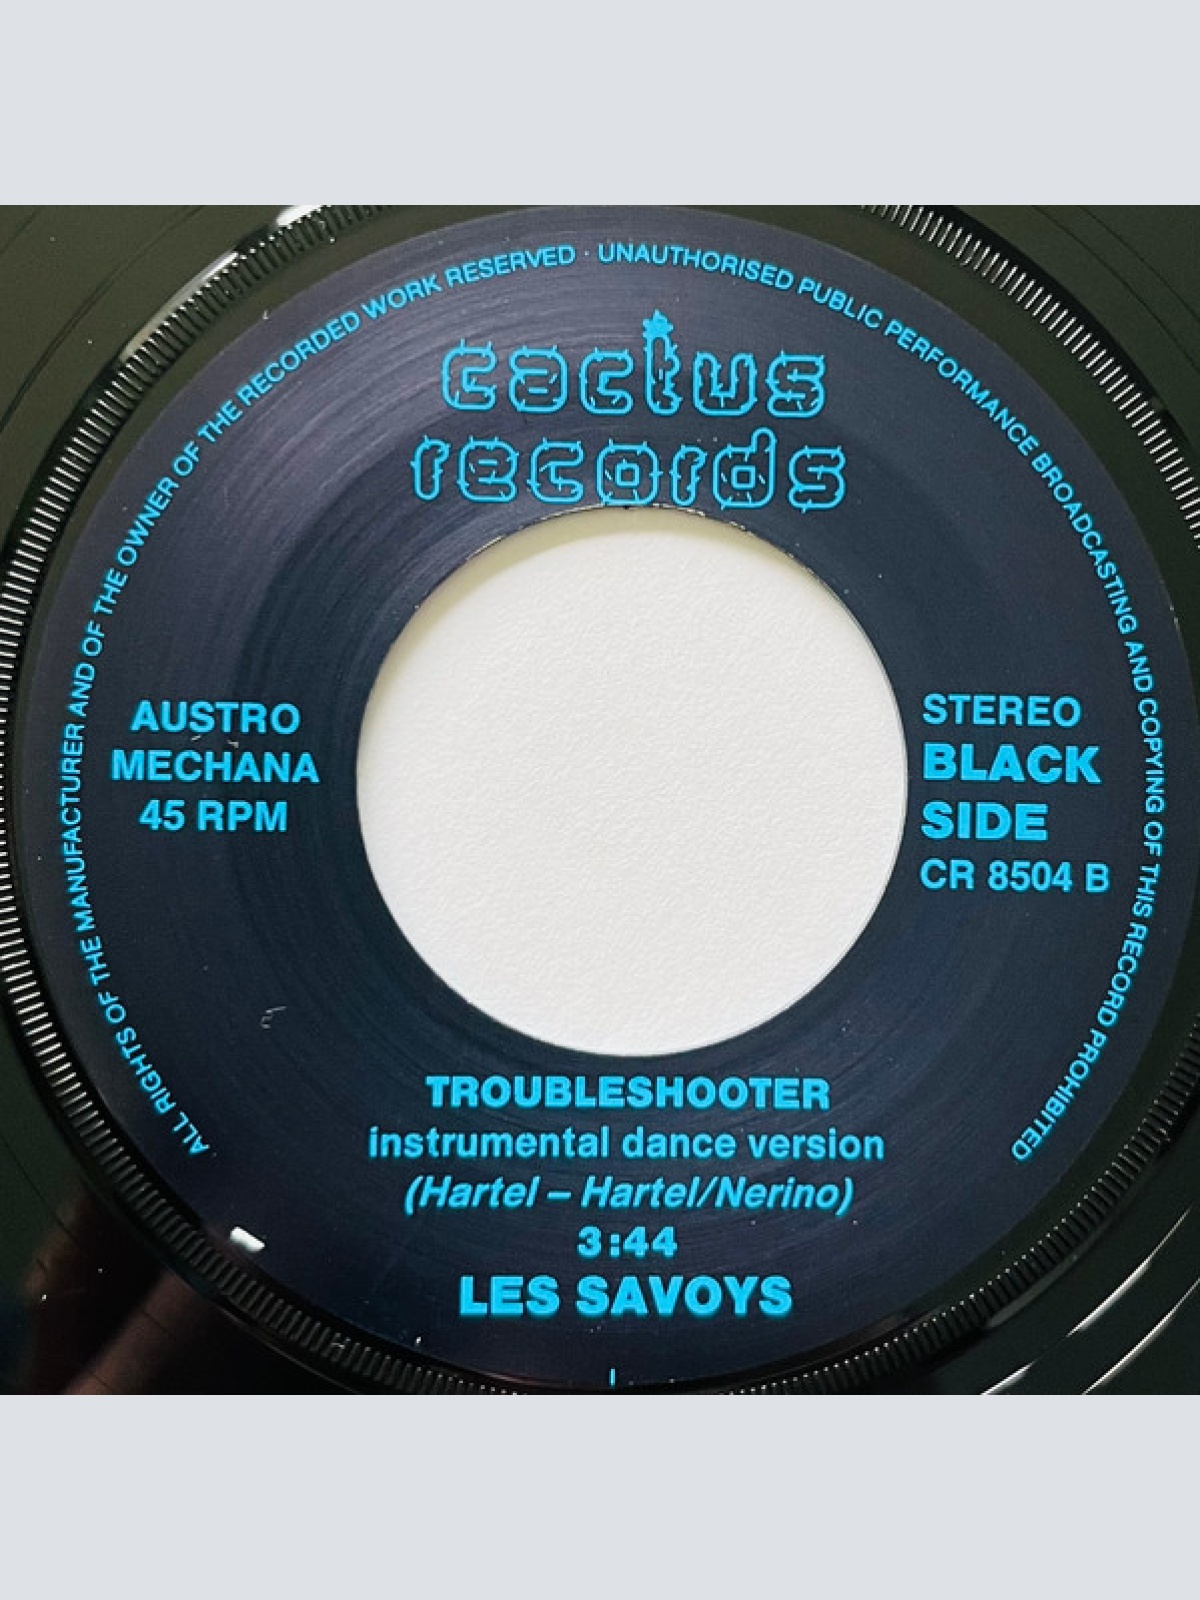 ALL RIGHTS OF THE MANUFACTURER AND OF THE OWNER OF THE RECORDED WORK RESERVED · UNAUTHORISED PUBLIC PERFORMANCE BROADCASTING AND COPYING OF THIS RECORD PROHIBITED
cactus
records
AUSTRO
MECHANA
45 RPM
STEREO
BLACK
SIDE
CR 8504 B
TROUBLESHOOTER
instrumental dance version
(Hartel – Hartel/Nerino)
3:44
LES SAVOYS